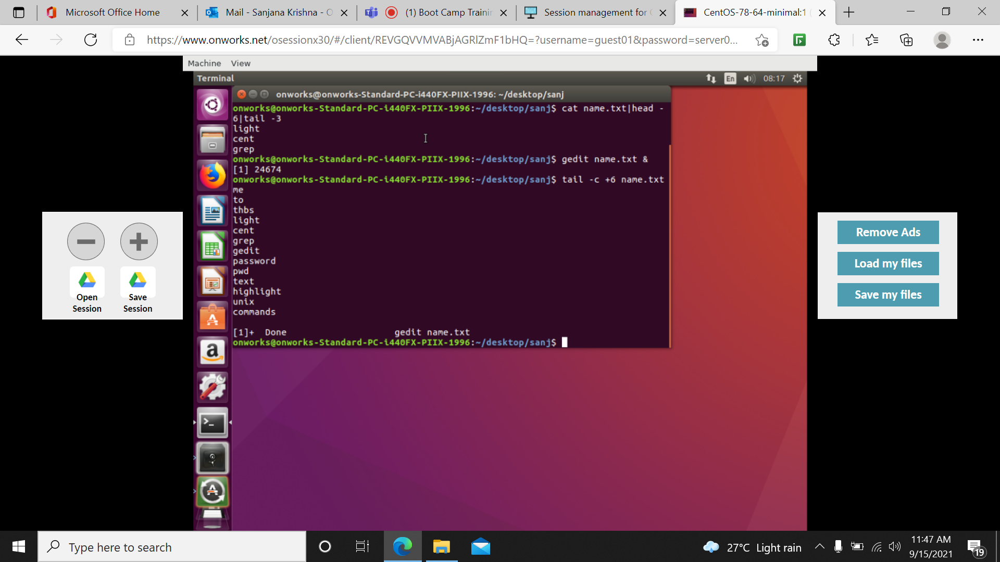 Microsoft Office Home
Mail - Sanjana Krishna - O
(1) Boot Camp Trainin
Session management for
CentOS-78-64-minimal:1 (
https://www.onworks.net/osessionx30/#/client/REVGQVVMVABjAGRlZmF1bHQ=?username=guest01&password=server0...
Machine View
Terminal
En
08:17
onworks@onworks-Standard-PC-i440FX-PIIX-1996: ~/desktop/sanj
onworks@onworks-Standard-PC-i440FX-PIIX-1996:~/desktop/sanj$ cat name.txt|head -
6|tail -3
light
cent
grep
onworks@onworks-Standard-PC-i440FX-PIIX-1996:~/desktop/sanj$ gedit name.txt &
[1] 24674
onworks@onworks-Standard-PC-i440FX-PIIX-1996:~/desktop/sanj$ tail -c +6 name.txt
me
to
thbs
light
cent
grep
gedit
password
pwd
text
highlight
unix
commands
[1]+  Done                    gedit name.txt
onworks@onworks-Standard-PC-i440FX-PIIX-1996:~/desktop/sanj$
Open
Session
Save
Session
Remove Ads
Load my files
Save my files
Type here to search
27°C Light rain
11:47 AM
9/15/2021
19